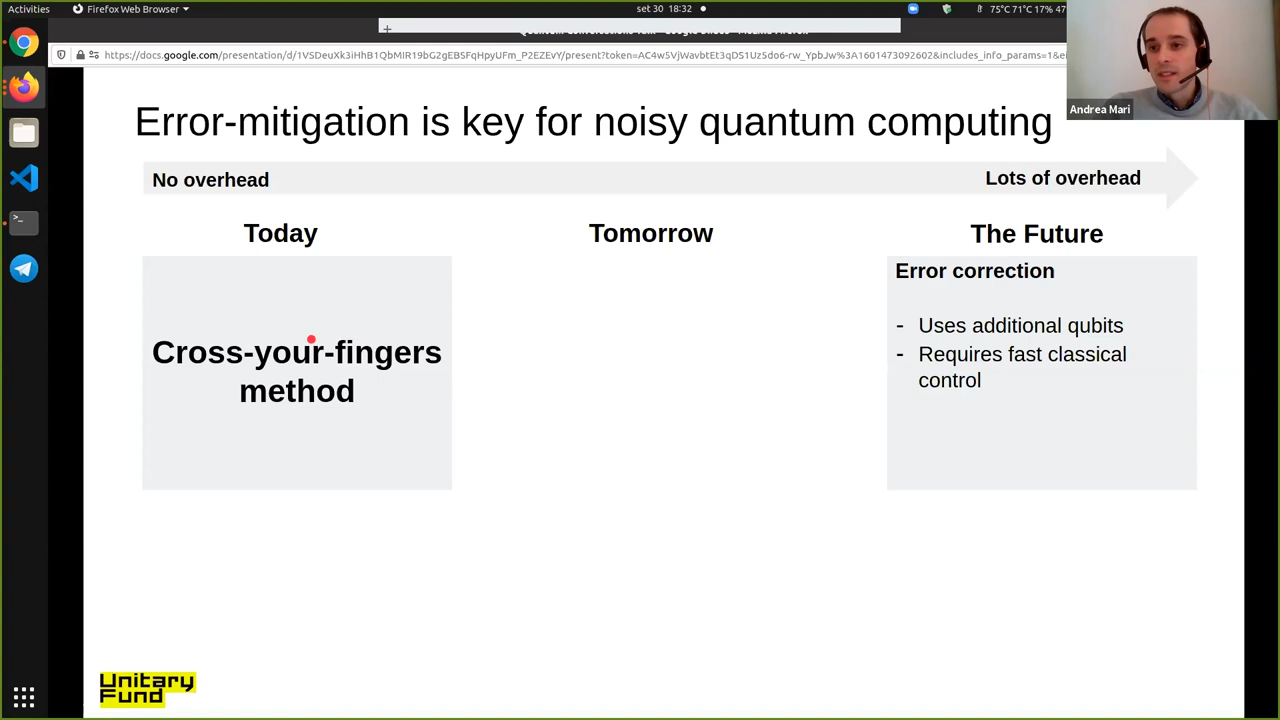 Activities
Firefox Web Browser
set 30 18:32
75°C 71°C 17% 47
https://docs.google.com/presentation/d/1VSDeuXk3iHhB1QbMIR19bG2gEBSFqHpyUFm_P2EZEvY/present?token=AC4w5VjWavbtEt3qDS1Uz5do6-rw_YpbJw%3A1601473092602&includes_info_params=1&e
Andrea Mari
Error-mitigation is key for noisy quantum computing
No overhead
Lots of overhead
Today
Tomorrow
The Future
Cross-your-fingers
method
Error correction
- Uses additional qubits
- Requires fast classical
control
Unitary
Fund